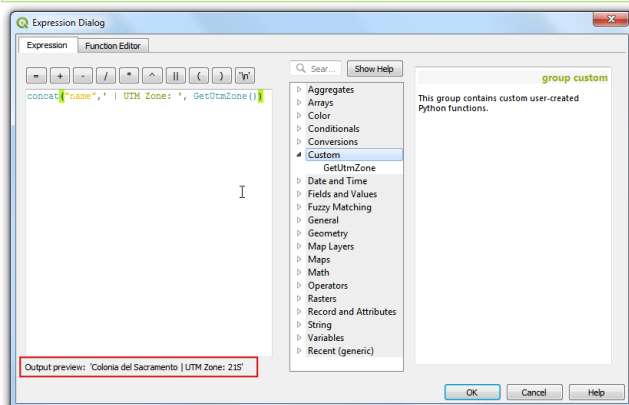 Expression Dialog
Expression Function Editor
= + - / * ^ || ( ) '\n'
concat("name",' | UTM Zone: ', GetUtmZone())
Output preview: 'Colonia del Sacramento | UTM Zone: 21S'
Sear... Show Help
Aggregates
Arrays
Color
Conditionals
Conversions
Custom
GetUtmZone
Date and Time
Fields and Values
Fuzzy Matching
General
Geometry
Map Layers
Maps
Math
Operators
Rasters
Record and Attributes
String
Variables
Recent (generic)
group custom
This group contains custom user-created
Python functions.
OK Cancel Help